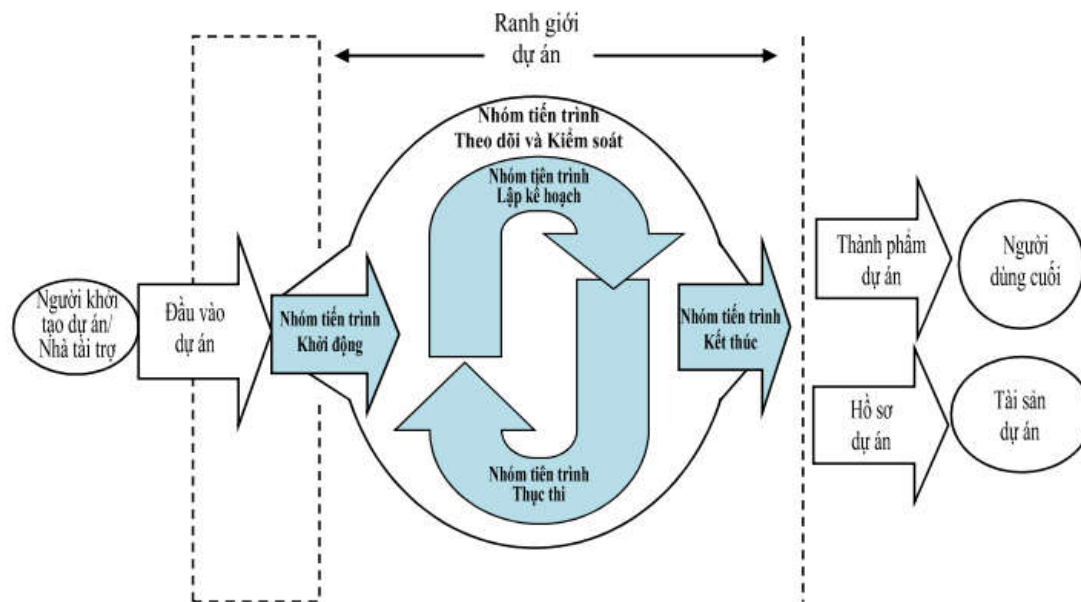 Ranh giới
dự án
Nhóm tiến trình
Theo dõi và Kiểm soát
Nhóm tiên trình
Lập kế hoạch
Người khởi
tạo dự án/
Nhà tài trợ
Đầu vào
dự án
Nhóm tiến trình
Khởi động
Nhóm tiến trình
Kết thúc
Thành phẩm
dự án
Người
dùng cuối
Hồ sơ
dự án
Tài sản
dự án
Nhóm tiên trình
Thục thi